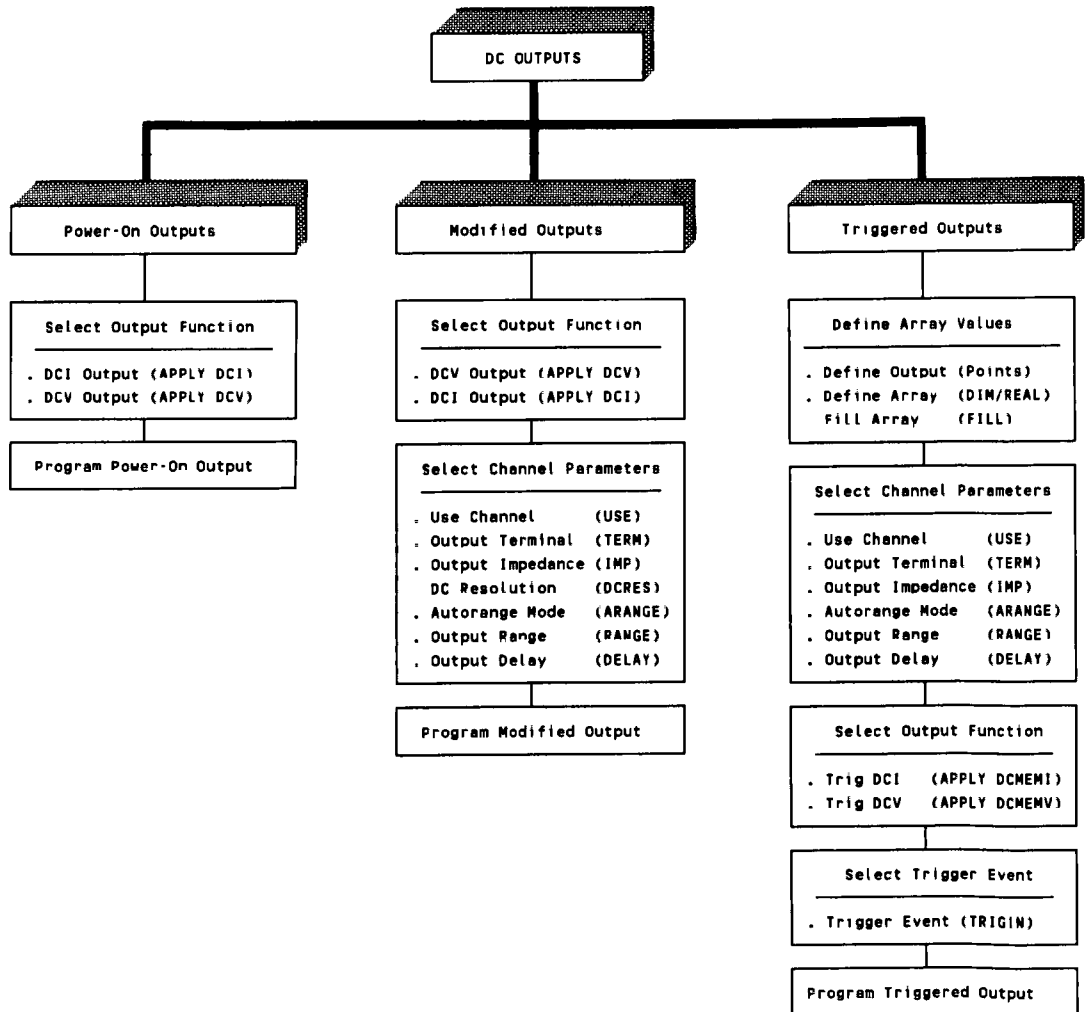 DC OUTPUTS
Power-On Outputs
Select Output Function
. DCI Output (APPLY DCI)
. DCV Output (APPLY DCV)
Program Power-On Output
Modified Outputs
Select Output Function
. DCV Output (APPLY DCV)
. DCI Output (APPLY DCI)
Select Channel Parameters
. Use Channel (USE)
. Output Terminal (TERM)
. Output Impedance (IMP)
DC Resolution (DCRES)
. Autorange Mode (ARANGE)
. Output Range (RANGE)
. Output Delay (DELAY)
Program Modified Output
Triggered Outputs
Define Array Values
. Define Output (Points)
. Define Array (DIM/REAL)
Fill Array (FILL)
Select Channel Parameters
. Use Channel (USE)
. Output Terminal (TERM)
. Output Impedance (IMP)
. Autorange Mode (ARANGE)
. Output Range (RANGE)
. Output Delay (DELAY)
Select Output Function
. Trig DCI (APPLY DCMEMI)
. Trig DCV (APPLY DCMEMV)
Select Trigger Event
. Trigger Event (TRIGIN)
Program Triggered Output